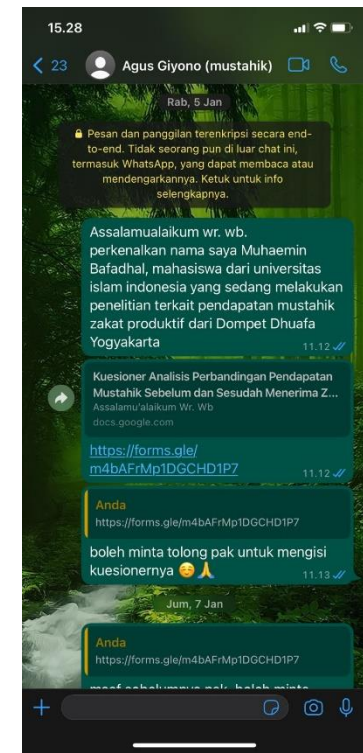 15.28
23 Agus Giyono (mustahik)
Rab, 5 Jan
Pesan dan panggilan terenkripsi secara end-
to-end. Tidak seorang pun di luar chat ini,
termasuk WhatsApp, yang dapat membaca atau
mendengarkannya. Ketuk untuk info
selengkapnya.
Assalamualaikum wr. wb.
perkenalkan nama saya Muhaemin
Bafadhal, mahasiswa dari universitas
islam indonesia yang sedang melakukan
penelitian terkait pendapatan mustahik
zakat produktif dari Dompet Dhuafa
Yogyakarta
11.12
Kuesioner Analisis Perbandingan Pendapatan
Mustahik Sebelum dan Sesudah Menerima Z...
Assalamu'alaikum Wr. Wb
docs.google.com
https://forms.gle/
m4bAFrMp1DGCHD1P7
11.12
Anda
https://forms.gle/m4bAFrMp1DGCHD1P7
boleh minta tolong pak untuk mengisi
kuesionernya ☺️🙏
11.13
Jum, 7 Jan
Anda
https://forms.gle/m4bAFrMp1DGCHD1P7
maaf sebelumnya pak, boleh minta